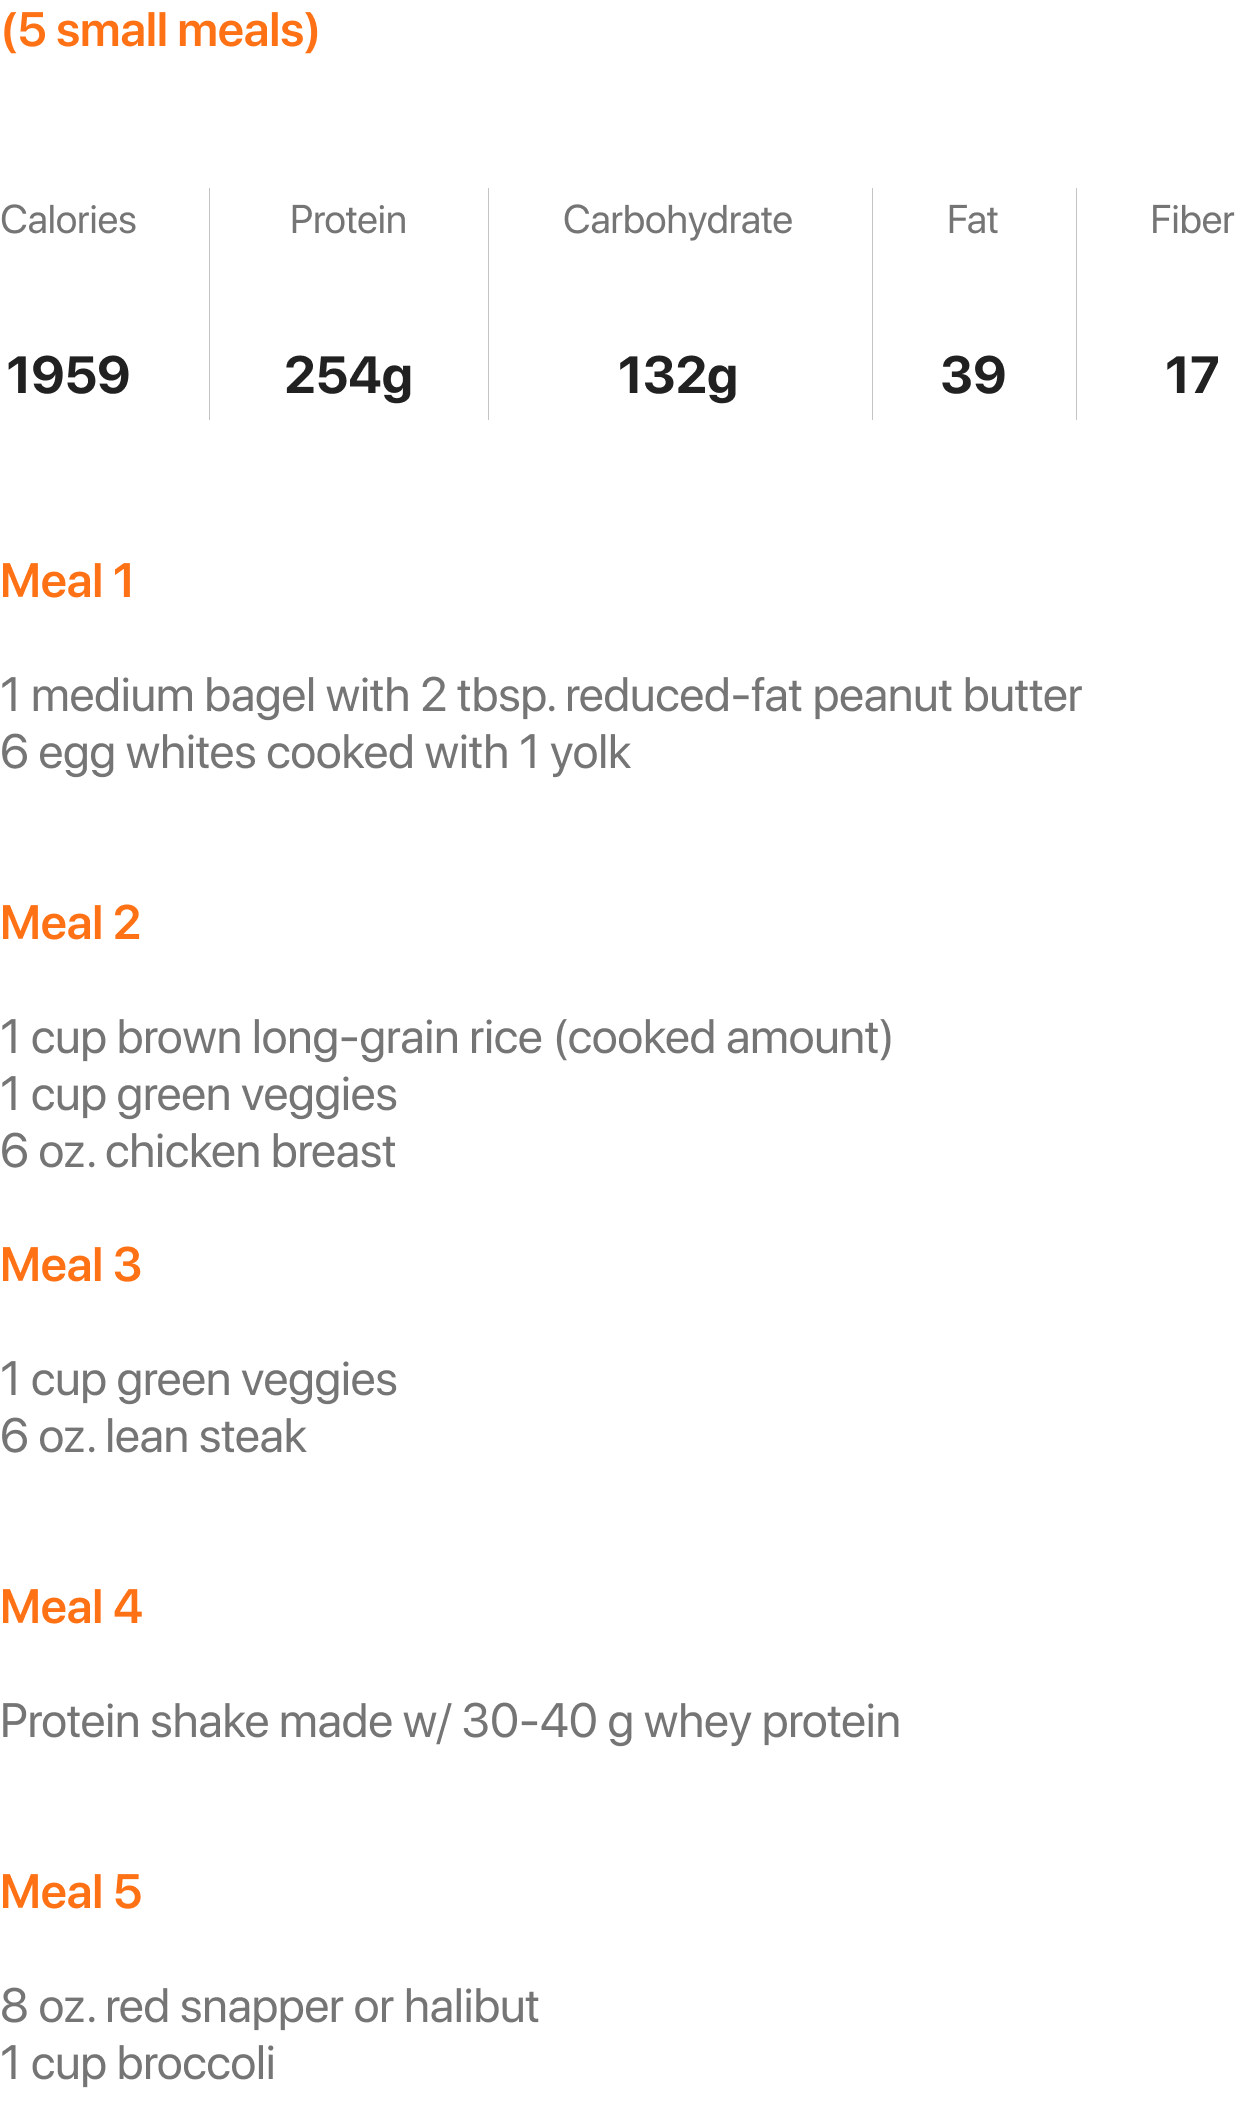 (5 small meals)
Calories Protein Carbohydrate Fat Fiber
1959 254g 132g 39 17
Meal 1
1 medium bagel with 2 tbsp. reduced-fat peanut butter
6 egg whites cooked with 1 yolk
Meal 2
1 cup brown long-grain rice (cooked amount)
1 cup green veggies
6 oz. chicken breast
Meal 3
1 cup green veggies
6 oz. lean steak
Meal 4
Protein shake made w/ 30-40 g whey protein
Meal 5
8 oz. red snapper or halibut
1 cup broccoli